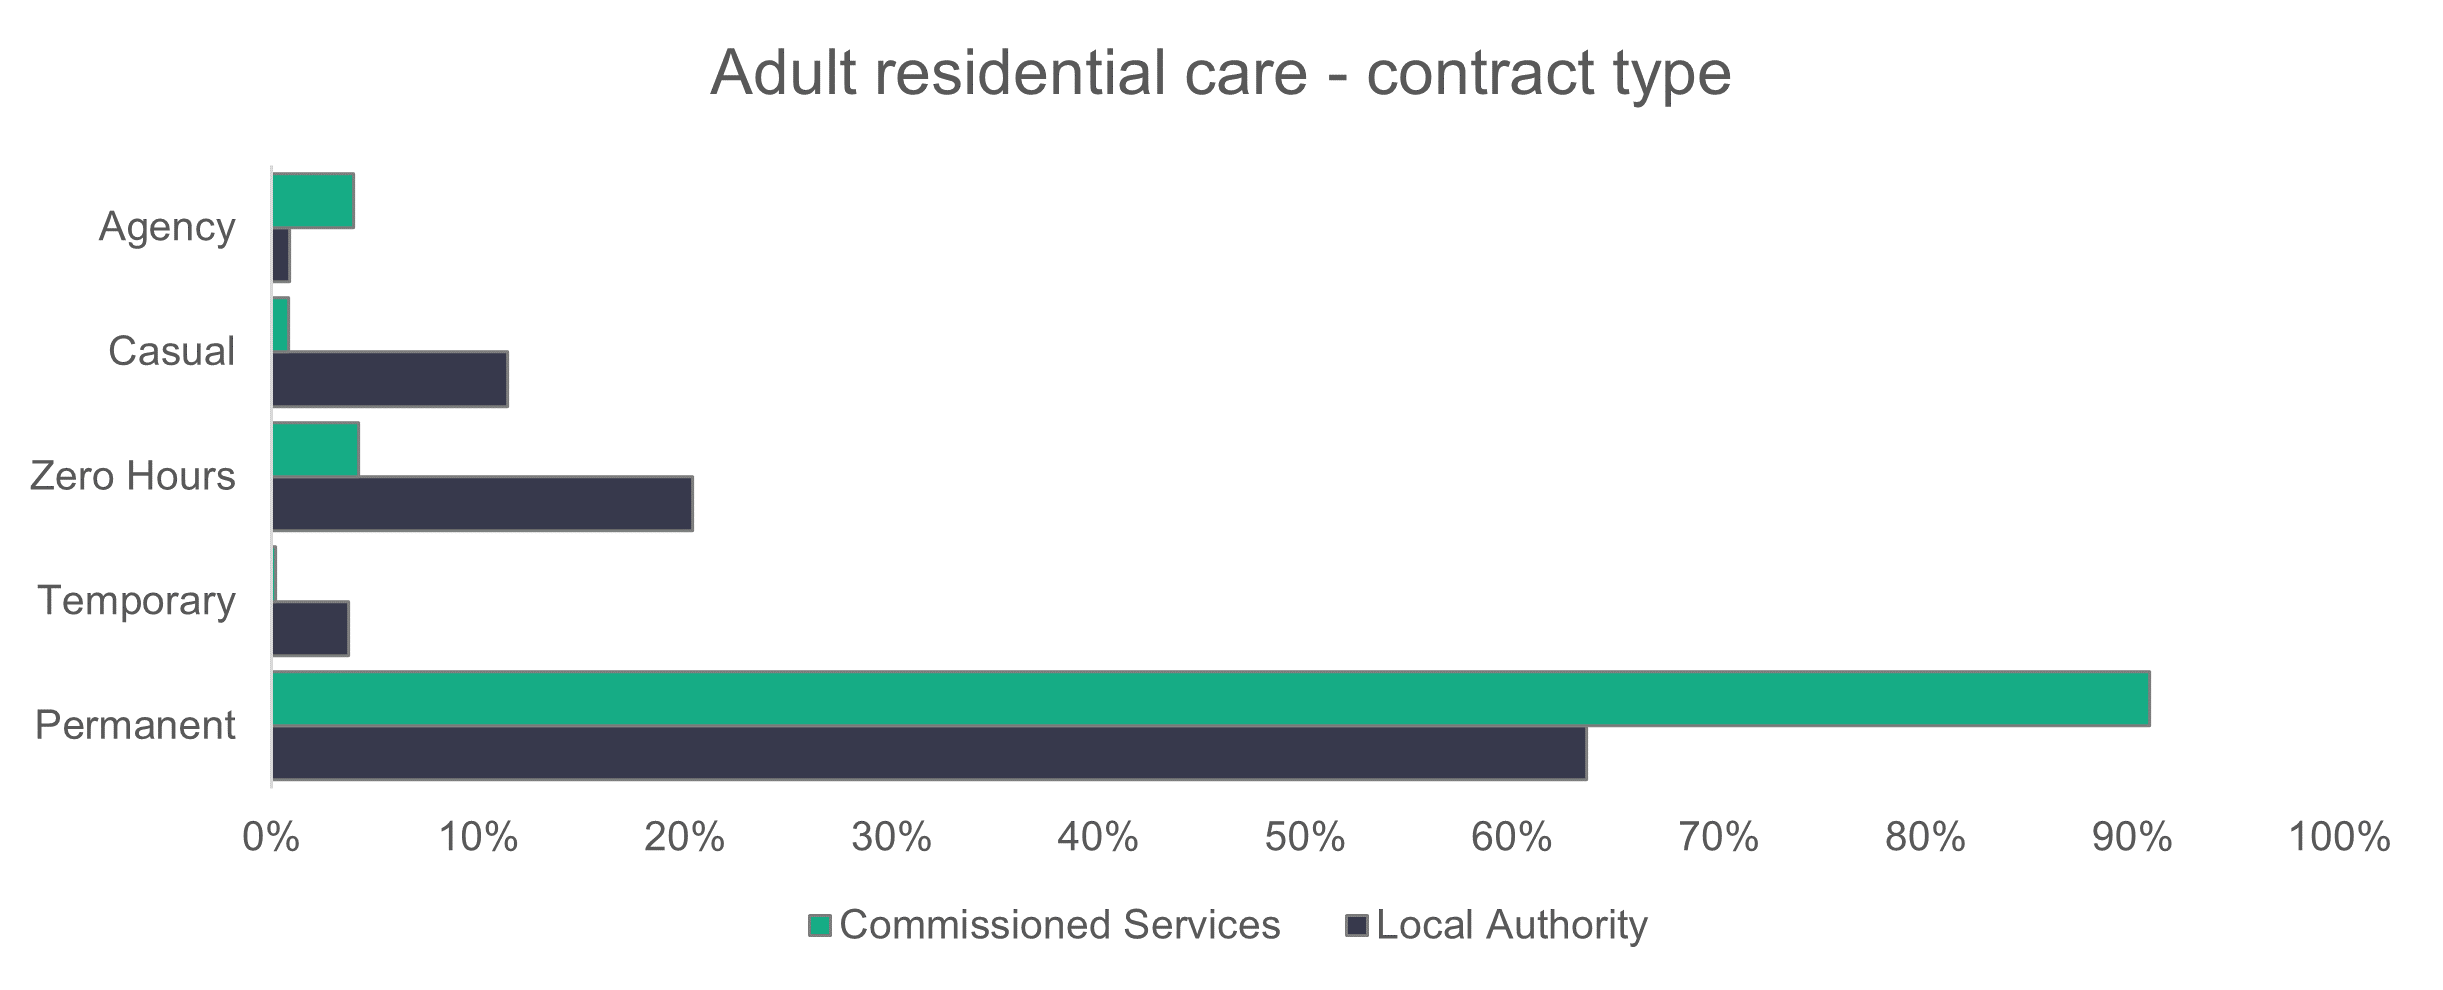 Adult residential care - contract type
Agency
Casual
Zero Hours
Temporary
Permanent
0% 10% 20% 30% 40% 50% 60% 70% 80% 90% 100%
Commissioned Services Local Authority